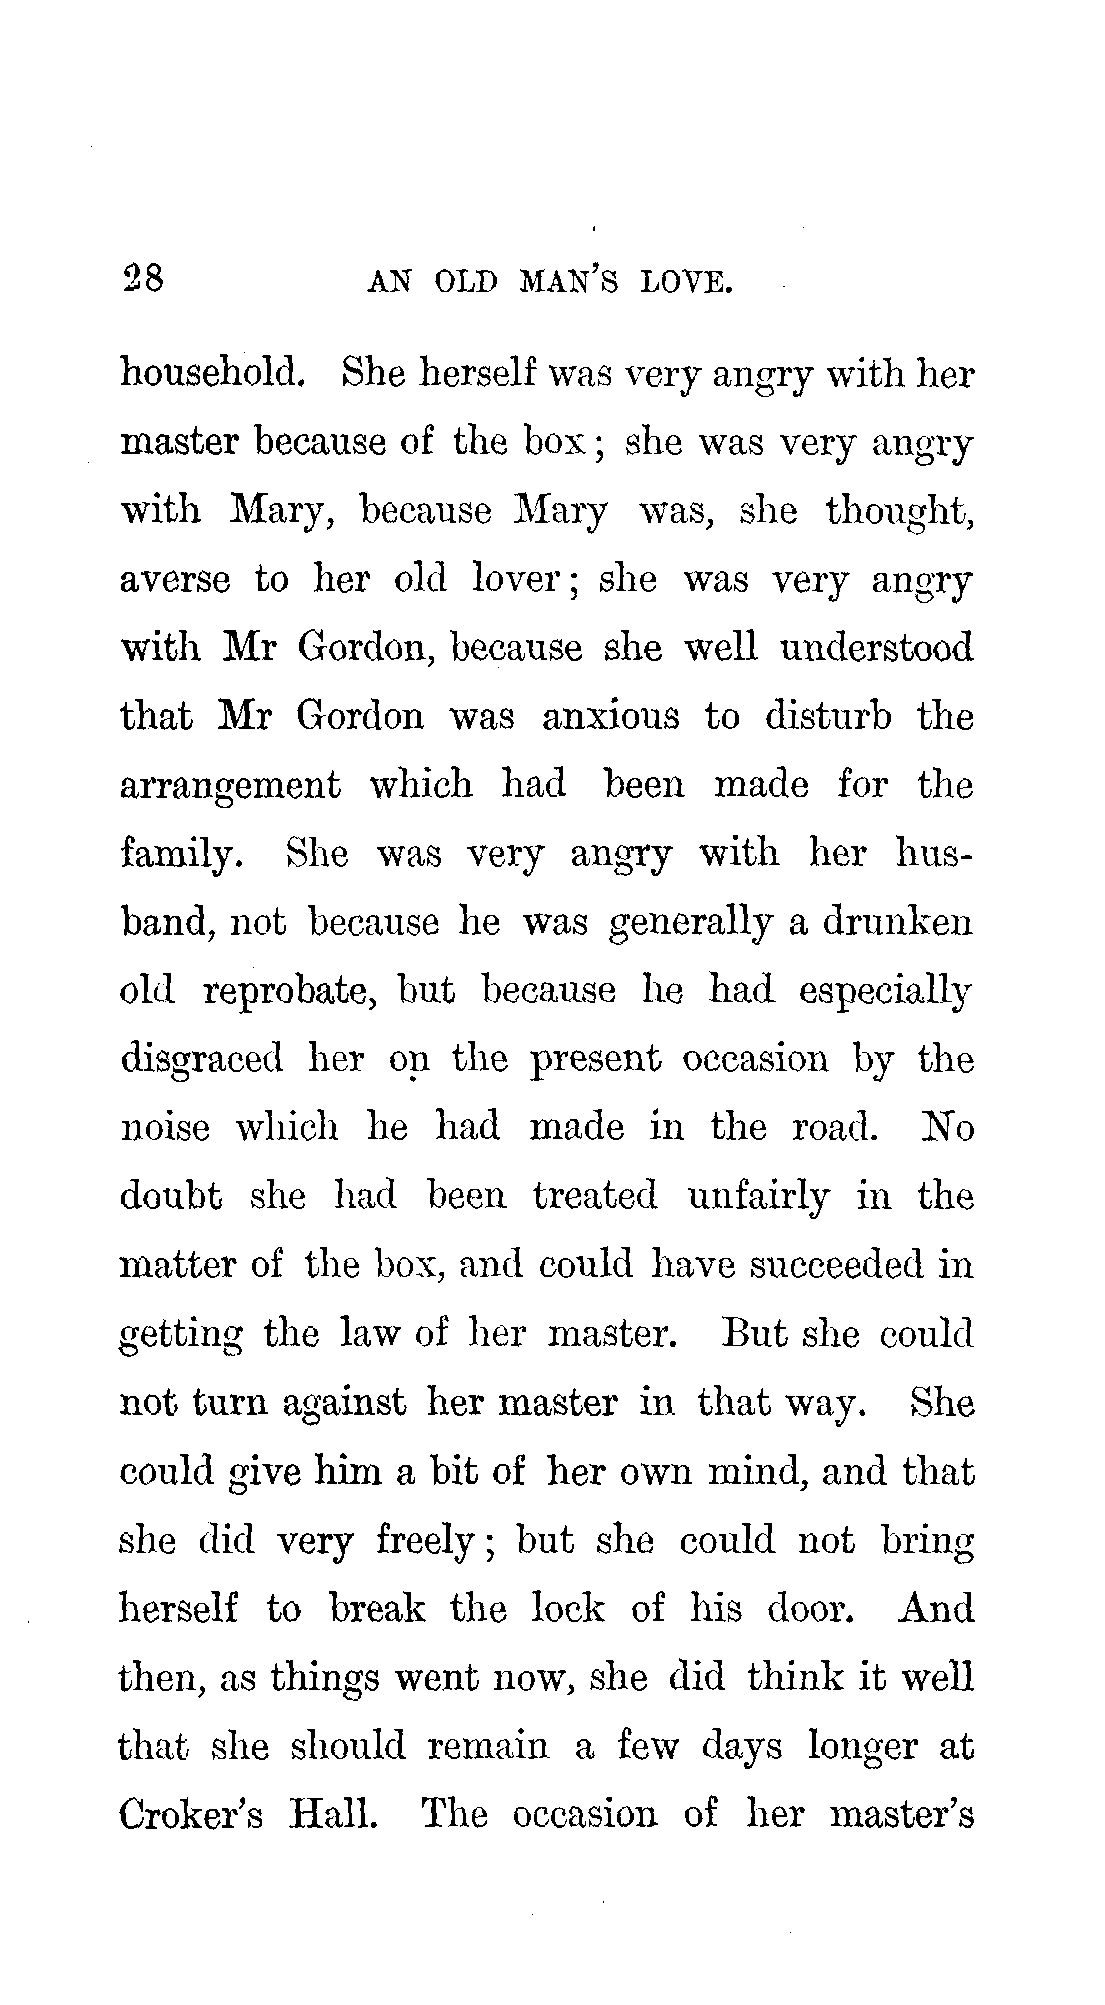 28 AN OLD MAN'S LOVE.
household. She herself was very angry with her
master because of the box; she was very angry
with Mary, because Mary was, she thought,
averse to her old lover; she was very angry
with Mr Gordon, because she well understood
that Mr Gordon was anxious to disturb the
arrangement which had been made for the
family. She was very angry with her hus-
band, not because he was generally a drunken
old reprobate, but because he had especially
disgraced her on the present occasion by the
noise which he had made in the road. No
doubt she had been treated unfairly in the
matter of the box, and could have succeeded in
getting the law of her master. But she could
not turn against her master in that way. She
could give him a bit of her own mind, and that
she did very freely; but she could not bring
herself to break the lock of his door. And
then, as things went now, she did think it well
that she should remain a few days longer at
Croker's Hall. The occasion of her master's